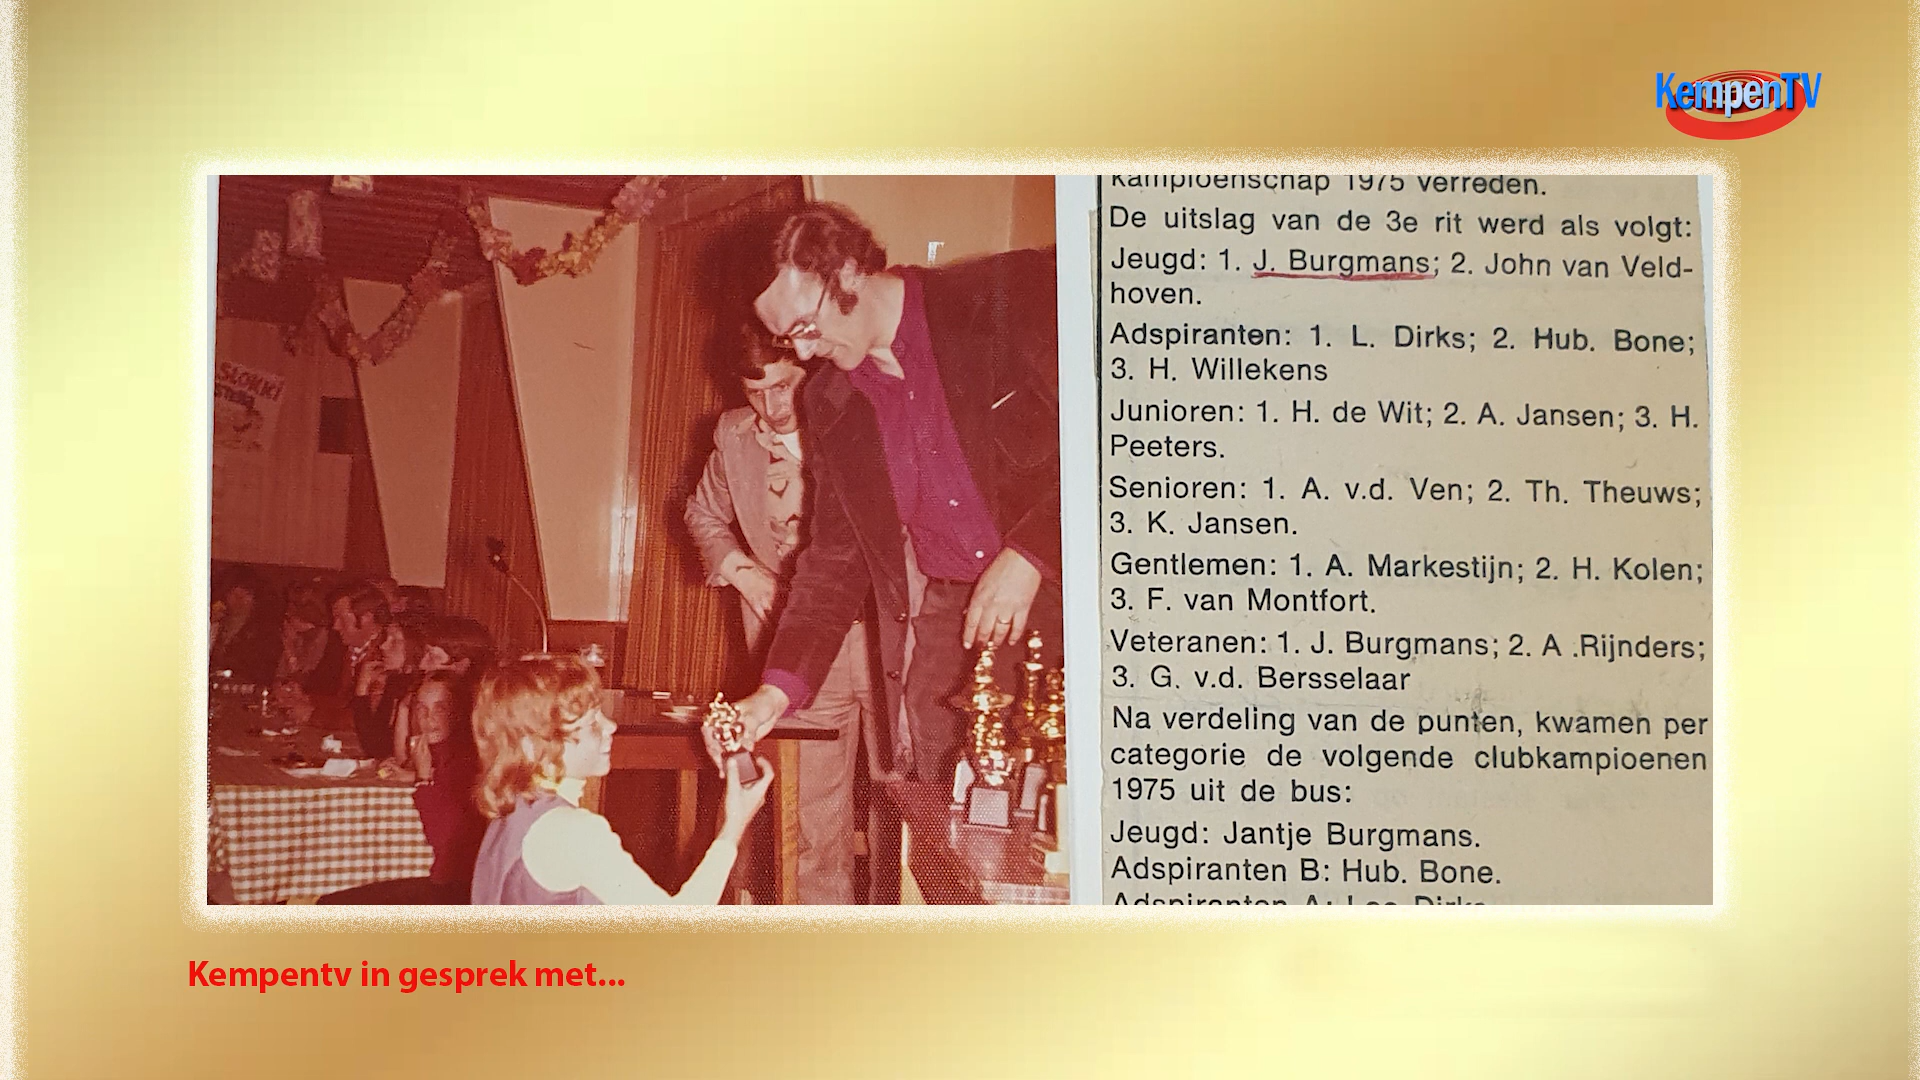 KempenTV
SLOKKI
kampioenschap 1975 verreden.
De uitslag van de 3e rit werd als volgt:
Jeugd: 1. J. Burgmans; 2. John van Veld-
hoven.
Adspiranten: 1. L. Dirks; 2. Hub. Bone;
3. H. Willekens
Junioren: 1. H. de Wit; 2. A. Jansen; 3. H.
Peeters.
Senioren: 1. A. v.d. Ven; 2. Th. Theuws;
3. K. Jansen.
Gentlemen: 1. A. Markestijn; 2. H. Kolen;
3. F. van Montfort.
Veteranen: 1. J. Burgmans; 2. A .Rijnders;
3. G. v.d. Bersselaar
Na verdeling van de punten, kwamen per
categorie de volgende clubkampioenen
1975 uit de bus:
Jeugd: Jantje Burgmans.
Adspiranten B: Hub. Bone.
Adspiranten A: Leo Dirks
Kempentv in gesprek met...